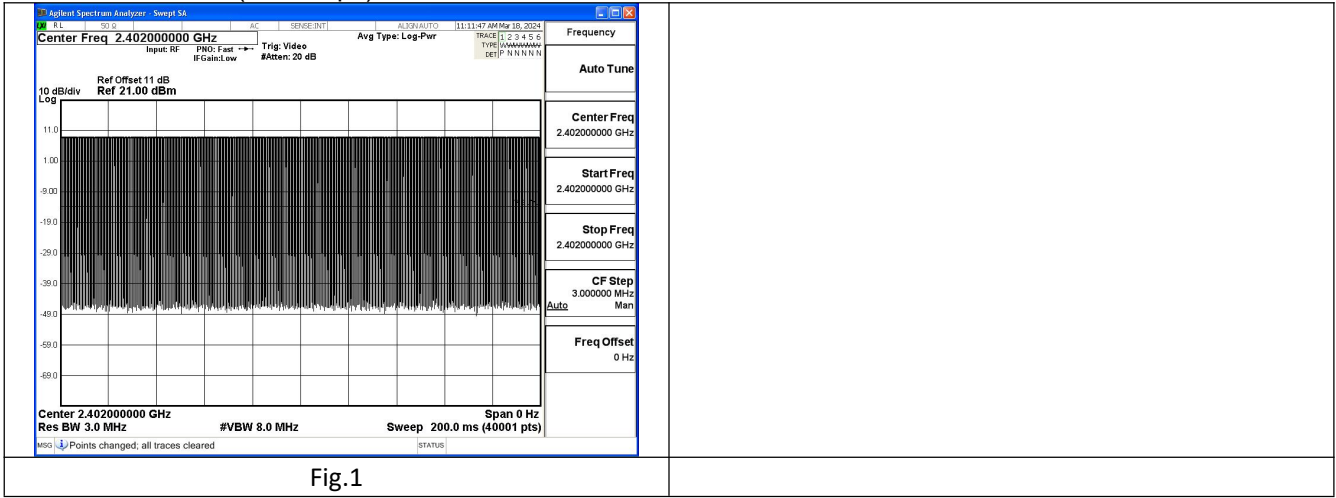 Agilent Spectrum Analyzer - Swept SA
RL 50 Ω AC SENSE:INT ALIGN AUTO 11:11:47 AM Mar 18, 2024
Center Freq 2.402000000 GHz
Input: RF PNO: Fast IFGain:Low
Trig: Video #Atten: 20 dB
Avg Type: Log-Pwr
TRACE 1 2 3 4 5 6
TYPE
DET P N N N N N
Frequency
Auto Tune
Ref Offset 11 dB
10 dB/div Ref 21.00 dBm
Log
11.0
1.00
-9.00
-19.0
-29.0
-39.0
-49.0
-59.0
-69.0
Center Freq
2.402000000 GHz
Start Freq
2.402000000 GHz
Stop Freq
2.402000000 GHz
CF Step
3.000000 MHz
Auto Man
Freq Offset
0 Hz
Center 2.402000000 GHz Span 0 Hz
Res BW 3.0 MHz #VBW 8.0 MHz Sweep 200.0 ms (40001 pts)
MSG Points changed; all traces cleared STATUS
Fig.1